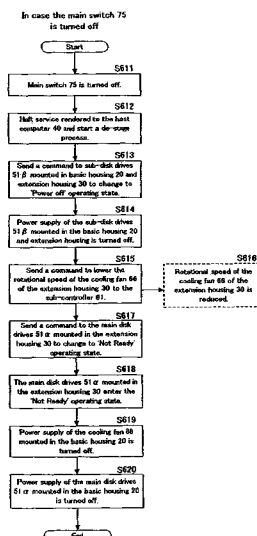 In case the main switch 75
is turned off
Start
S611
Main switch 75 is turned off.
S612
Halt service rendered to the host
computer 40 and start a de-stage
process.
S613
Send a command to sub-disk drives
51β mounted in basic housing 20 and
extension housing 30 to change to
'Power off' operating state.
S614
Power supply of the sub-disk drives
51β mounted in the basic housing 20
and extension housing is turned off.
S615
Send a command to lower the
rotational speed of the cooling fan 66
of the extension housing 30 to the
sub-controller 61.
S616
Rotational speed of the
cooling fan 66 of the
extension housing 30 is
reduced.
S617
Send a command to the main disk
drives 51α mounted in the extension
housing 30 to change to 'Not Ready'
operating state.
S618
The main disk drives 51α mounted in
the extension housing 30 enter the
'Not Ready' operating state.
S619
Power supply of the cooling fan
mounted in the basic housing 20 is
turned off.
S620
Power supply of the main disk drives
51α mounted in the basic housing 20
is turned off.
End